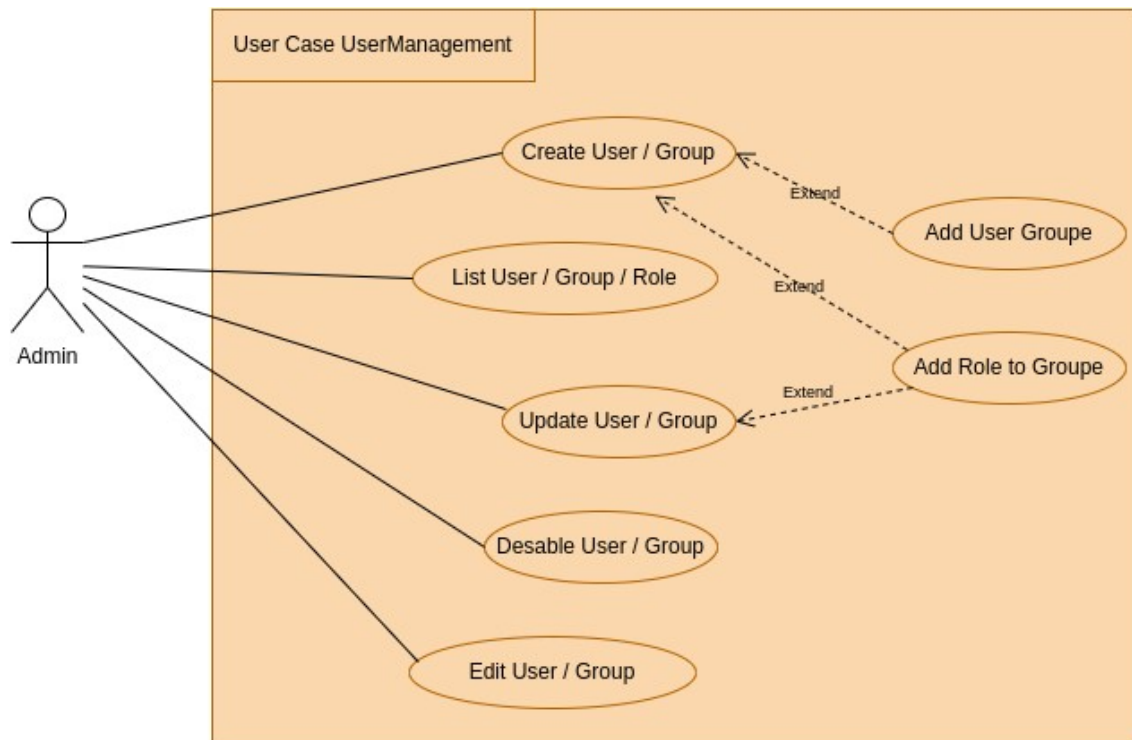 User Case UserManagement
Create User / Group
Extend
Add User Groupe
List User / Group / Role
Extend
Admin
Add Role to Groupe
Extend
Update User / Group
Desable User / Group
Edit User / Group